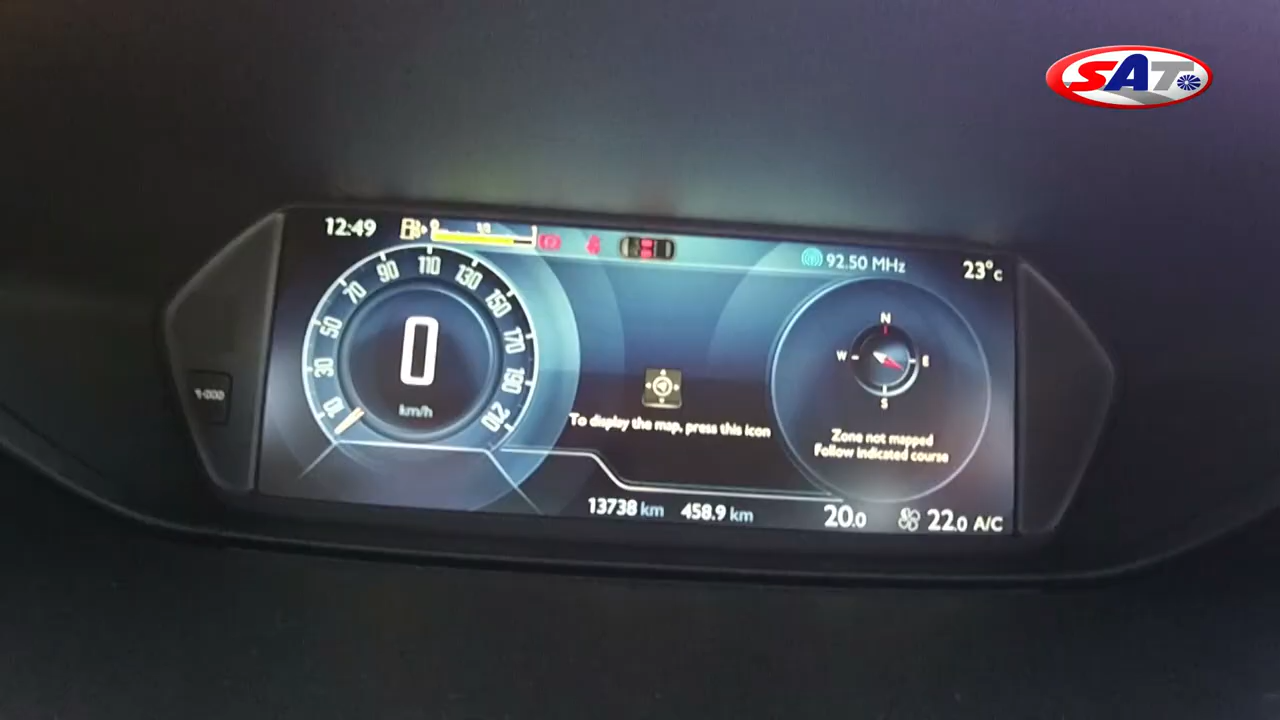 SAT
12:49
92.50 MHz
23°c
10
30
50
70
90
110
130
150
170
190
210
0
km/h
To display the map, press this icon
N
W
E
S
Zone not mapped
Follow indicated course
13738 km
458.9 km
20.0
22.0 A/C